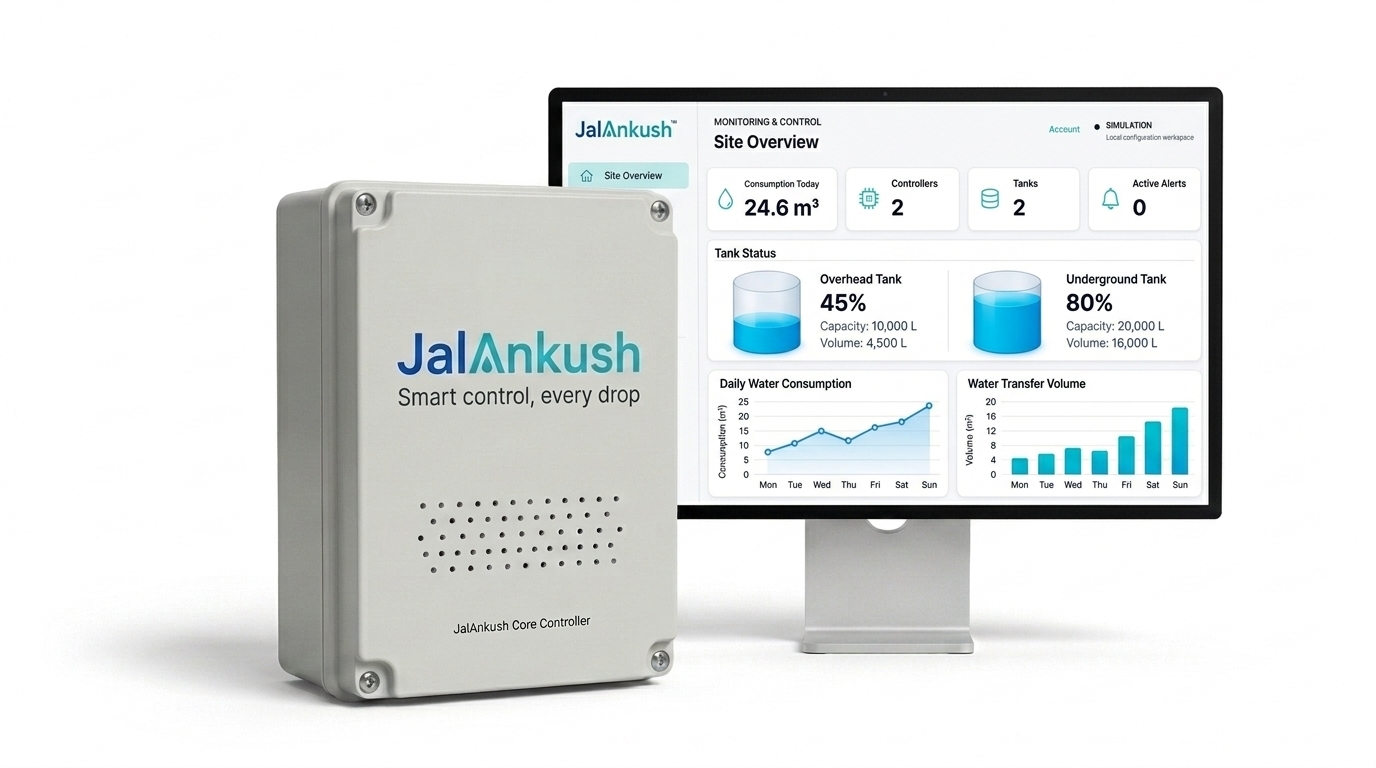 JalAnkush
Smart control, every drop
JalAnkush Core Controller
JalAnkush™
Site Overview
MONITORING & CONTROL
Site Overview
Account
SIMULATION
Local configuration workspace
Consumption Today
24.6 m³
Controllers
2
Tanks
2
Active Alerts
0
Tank Status
Overhead Tank
45%
Capacity: 10,000 L
Volume: 4,500 L
Underground Tank
80%
Capacity: 20,000 L
Volume: 16,000 L
Daily Water Consumption
Consumption (m³)
25
20
15
10
5
0
Mon Tue Wed Thu Fri Sat Sun
Water Transfer Volume
Volume (m³)
20
16
12
8
4
0
Mon Tue Wed Thu Fri Sat Sun